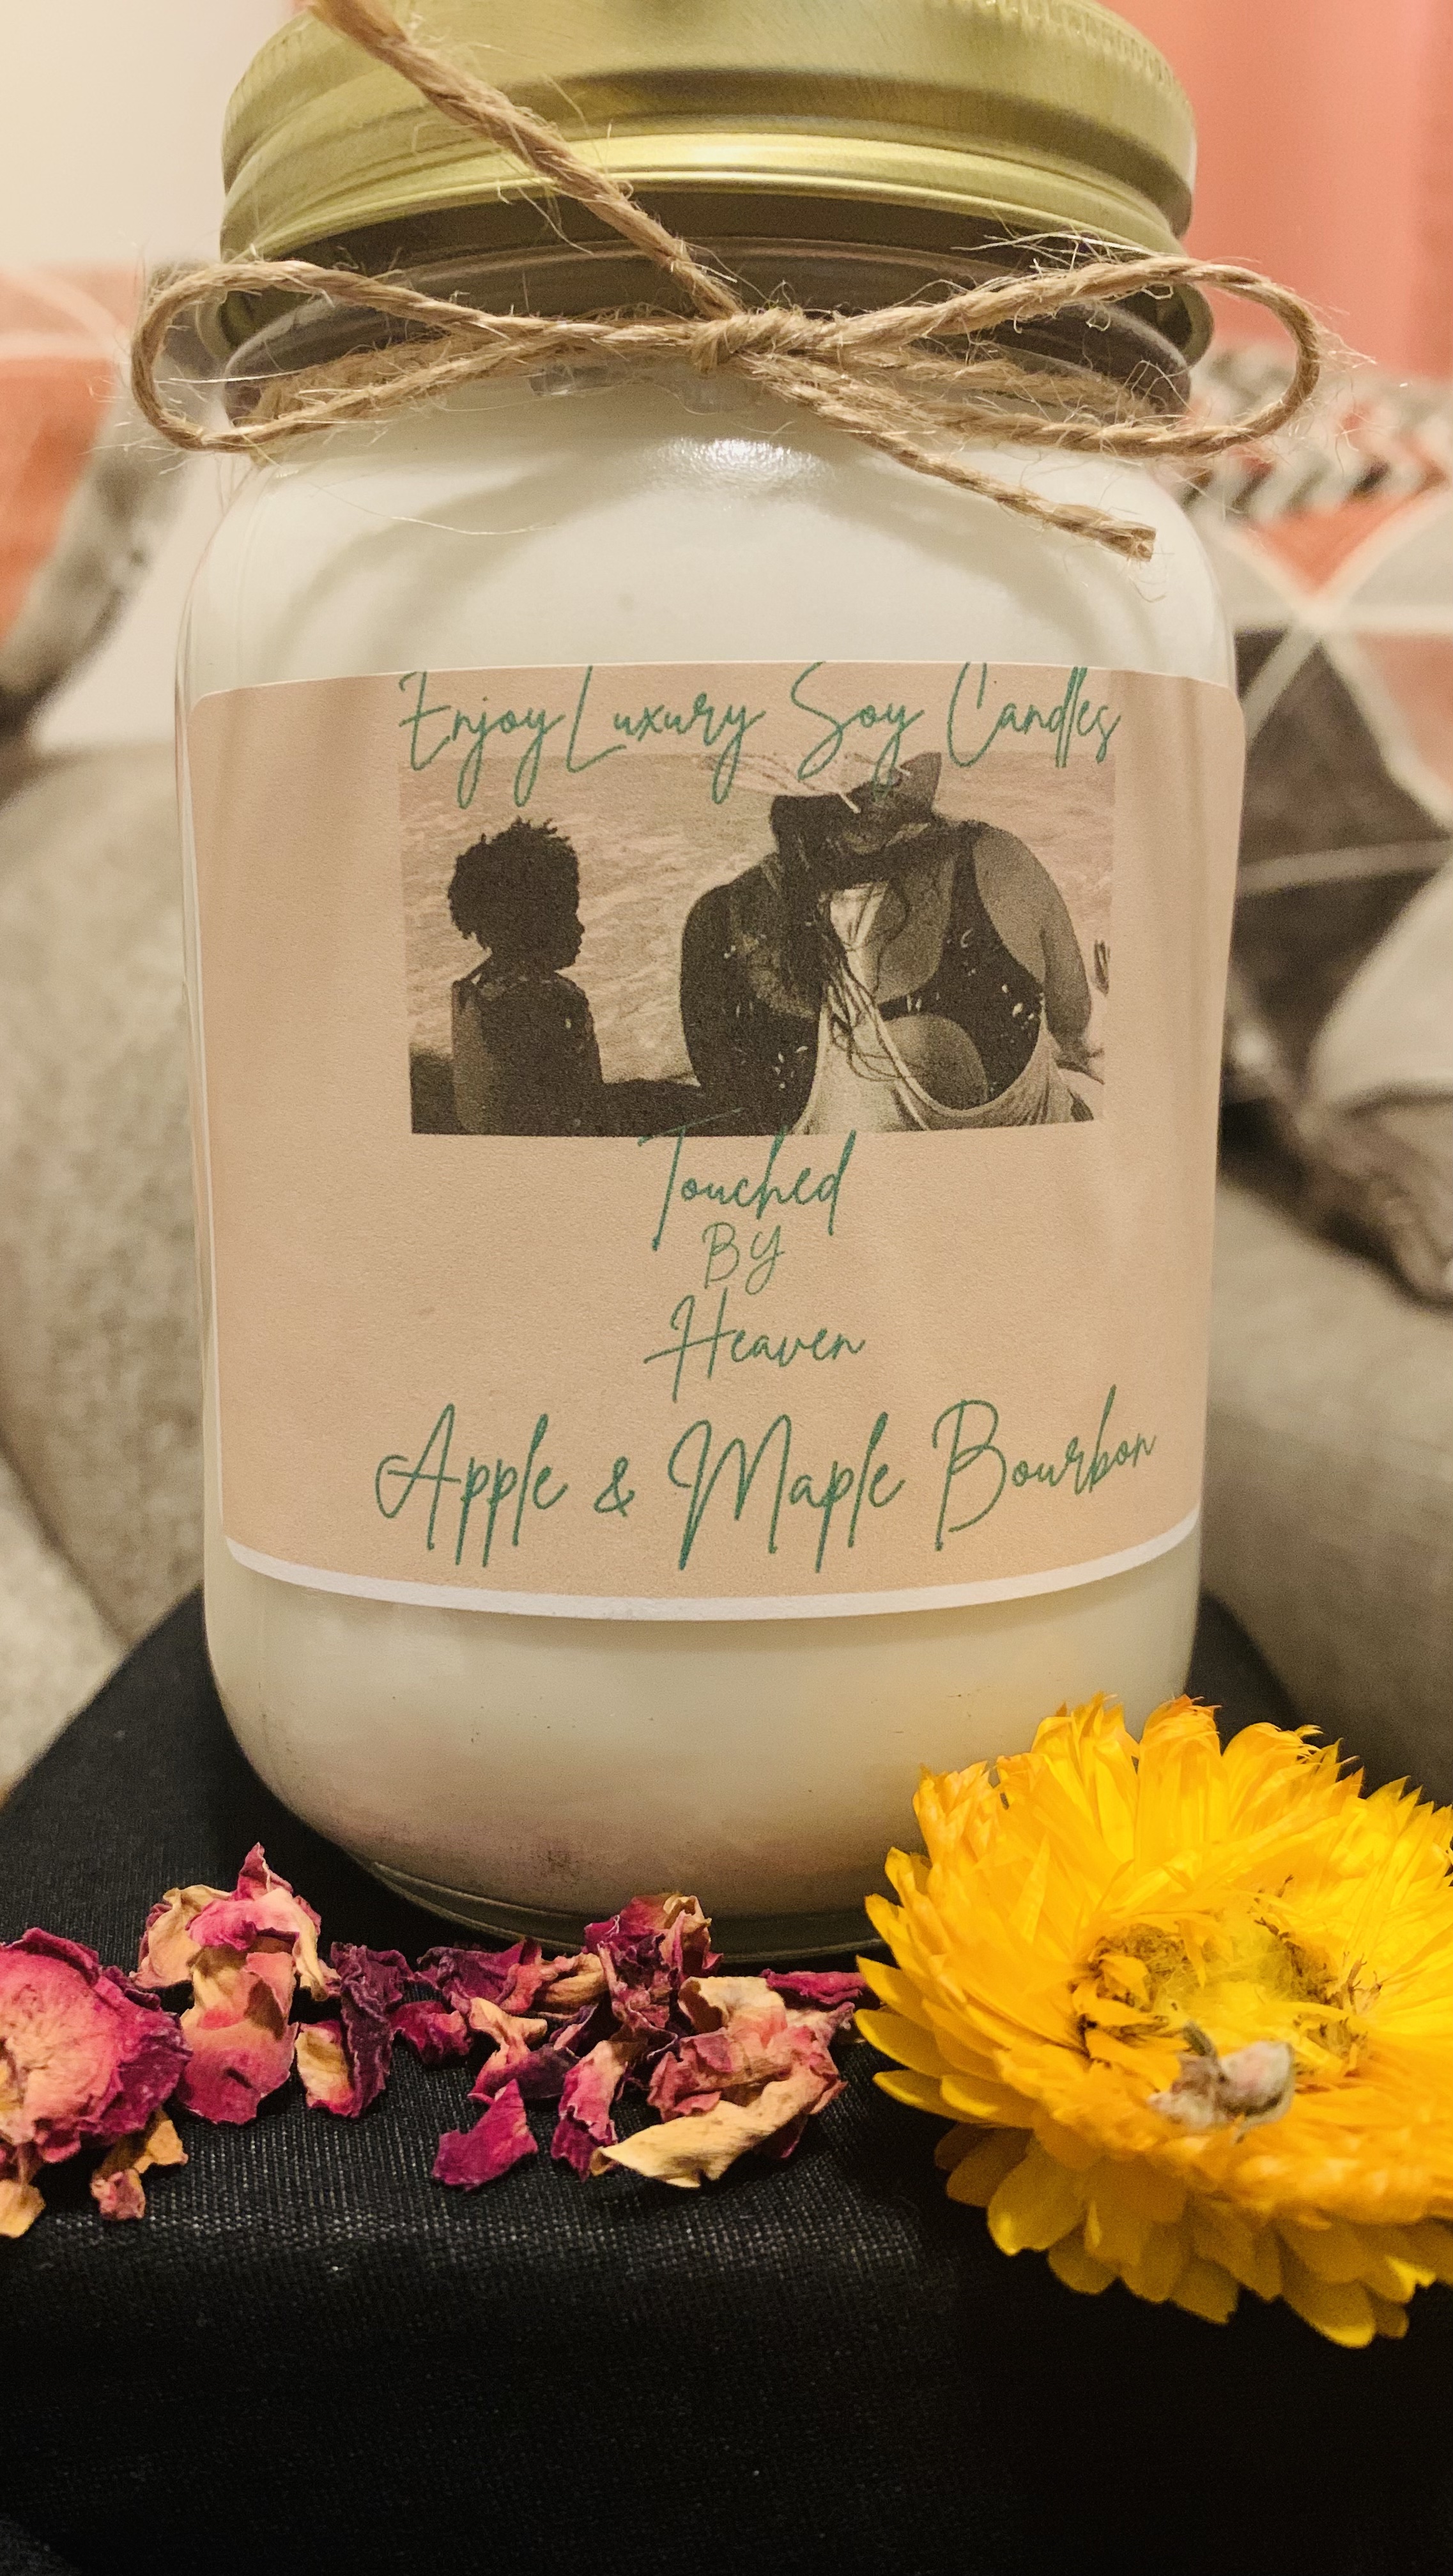 Enjoy Luxury Soy Candles
Touched
By
Heaven
Apple & Maple Bourbon